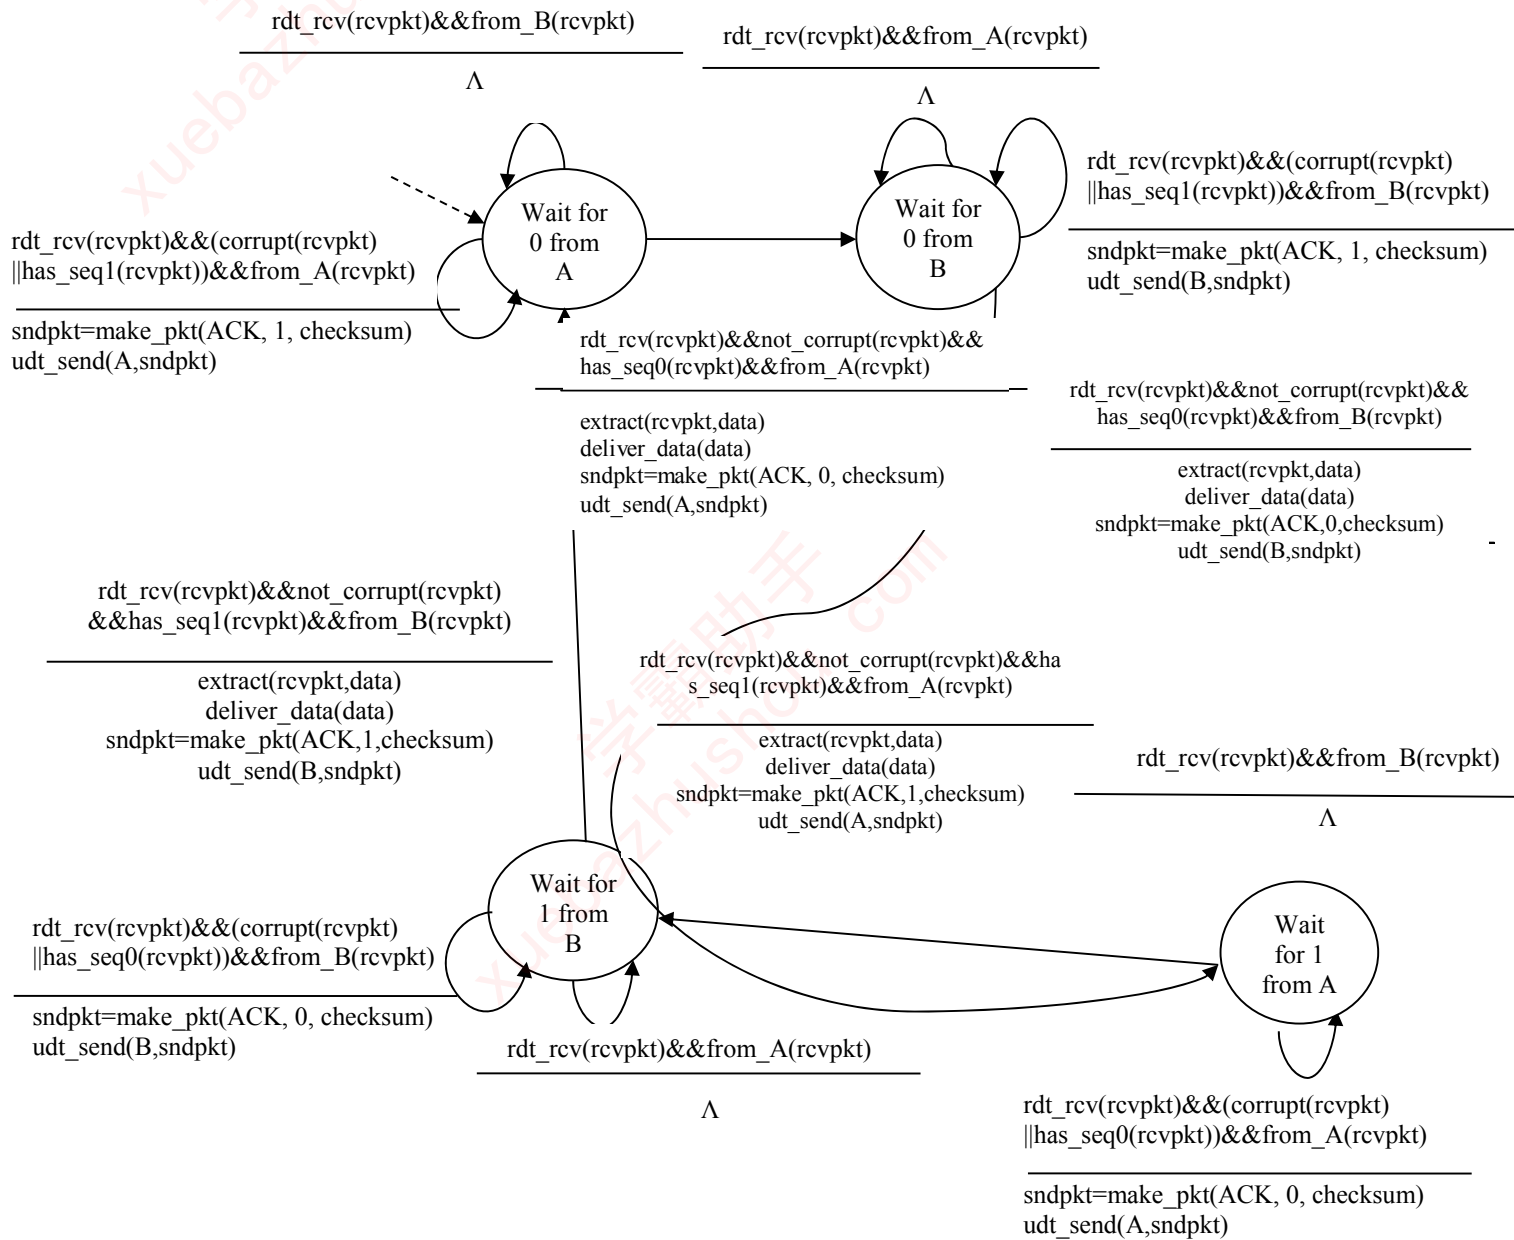 rdt_rcv(rcvpkt)&&from_B(rcvpkt)
Λ
rdt_rcv(rcvpkt)&&from_A(rcvpkt)
Λ
Wait for
0 from
A
Wait for
0 from
B
rdt_rcv(rcvpkt)&&(corrupt(rcvpkt)
||has_seq1(rcvpkt))&&from_B(rcvpkt)
sndpkt=make_pkt(ACK, 1, checksum)
udt_send(B,sndpkt)
rdt_rcv(rcvpkt)&&(corrupt(rcvpkt)
||has_seq1(rcvpkt))&&from_A(rcvpkt)
sndpkt=make_pkt(ACK, 1, checksum)
udt_send(A,sndpkt)
rdt_rcv(rcvpkt)&&not_corrupt(rcvpkt)&&
has_seq0(rcvpkt)&&from_A(rcvpkt)
extract(rcvpkt,data)
deliver_data(data)
sndpkt=make_pkt(ACK, 0, checksum)
udt_send(A,sndpkt)
rdt_rcv(rcvpkt)&&not_corrupt(rcvpkt)&&
has_seq0(rcvpkt)&&from_B(rcvpkt)
extract(rcvpkt,data)
deliver_data(data)
sndpkt=make_pkt(ACK,0,checksum)
udt_send(B,sndpkt)
rdt_rcv(rcvpkt)&&not_corrupt(rcvpkt)
&&has_seq1(rcvpkt)&&from_B(rcvpkt)
extract(rcvpkt,data)
deliver_data(data)
sndpkt=make_pkt(ACK,1,checksum)
udt_send(B,sndpkt)
rdt_rcv(rcvpkt)&&not_corrupt(rcvpkt)&&ha
s_seq1(rcvpkt)&&from_A(rcvpkt)
extract(rcvpkt,data)
deliver_data(data)
sndpkt=make_pkt(ACK,1,checksum)
udt_send(A,sndpkt)
rdt_rcv(rcvpkt)&&from_B(rcvpkt)
Λ
Wait for
1 from
B
Wait
for 1
from A
rdt_rcv(rcvpkt)&&(corrupt(rcvpkt)
||has_seq0(rcvpkt))&&from_B(rcvpkt)
sndpkt=make_pkt(ACK, 0, checksum)
udt_send(B,sndpkt)
rdt_rcv(rcvpkt)&&from_A(rcvpkt)
Λ
rdt_rcv(rcvpkt)&&(corrupt(rcvpkt)
||has_seq0(rcvpkt))&&from_A(rcvpkt)
sndpkt=make_pkt(ACK, 0, checksum)
udt_send(A,sndpkt)
学霸助手
xuebazhushou.com